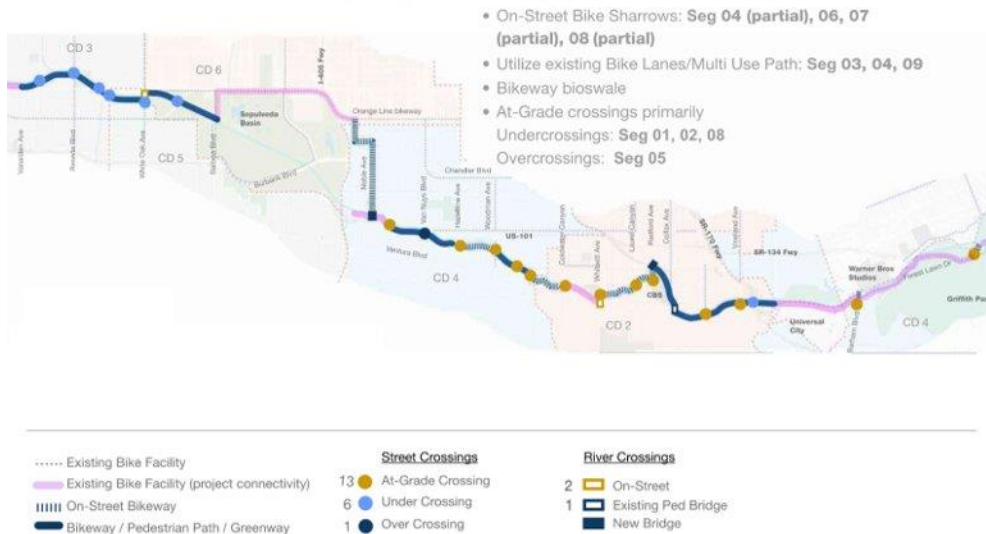 • On-Street Bike Sharrows: Seg 04 (partial), 06, 07
(partial), 08 (partial)
• Utilize existing Bike Lanes/Multi Use Path: Seg 03, 04, 09
• Bikeway bioswale
• At-Grade crossings primarily
Undercrossings: Seg 01, 02, 08
Overcrossings: Seg 05
CD 3
CD 6
I-405 Fwy
Orange Line bikeway
Sepulveda
Basin
Vanalden Ave
Reseda Blvd
White Oak Ave
CD 5
Balboa Blvd
Burbank Blvd
Noble Ave
Chandler Blvd
Van Nuys Blvd
Hazeltine Ave
Woodman Ave
US-101
Ventura Blvd
CD 4
Coldwater Canyon
Whitsett Ave
Laurel Canyon
Radford Ave
Colfax Ave
SR-170 Fwy
Vineland Ave
SR-134 Fwy
CBS
CD 2
Warner Bros
Studios
Forest Lawn Dr
Griffith Pa
Universal
City
Barham Blvd
CD 4
Existing Bike Facility
Existing Bike Facility (project connectivity)
On-Street Bikeway
Bikeway / Pedestrian Path / Greenway
Street Crossings
13 At-Grade Crossing
6 Under Crossing
1 Over Crossing
River Crossings
2 On-Street
1 Existing Ped Bridge
New Bridge